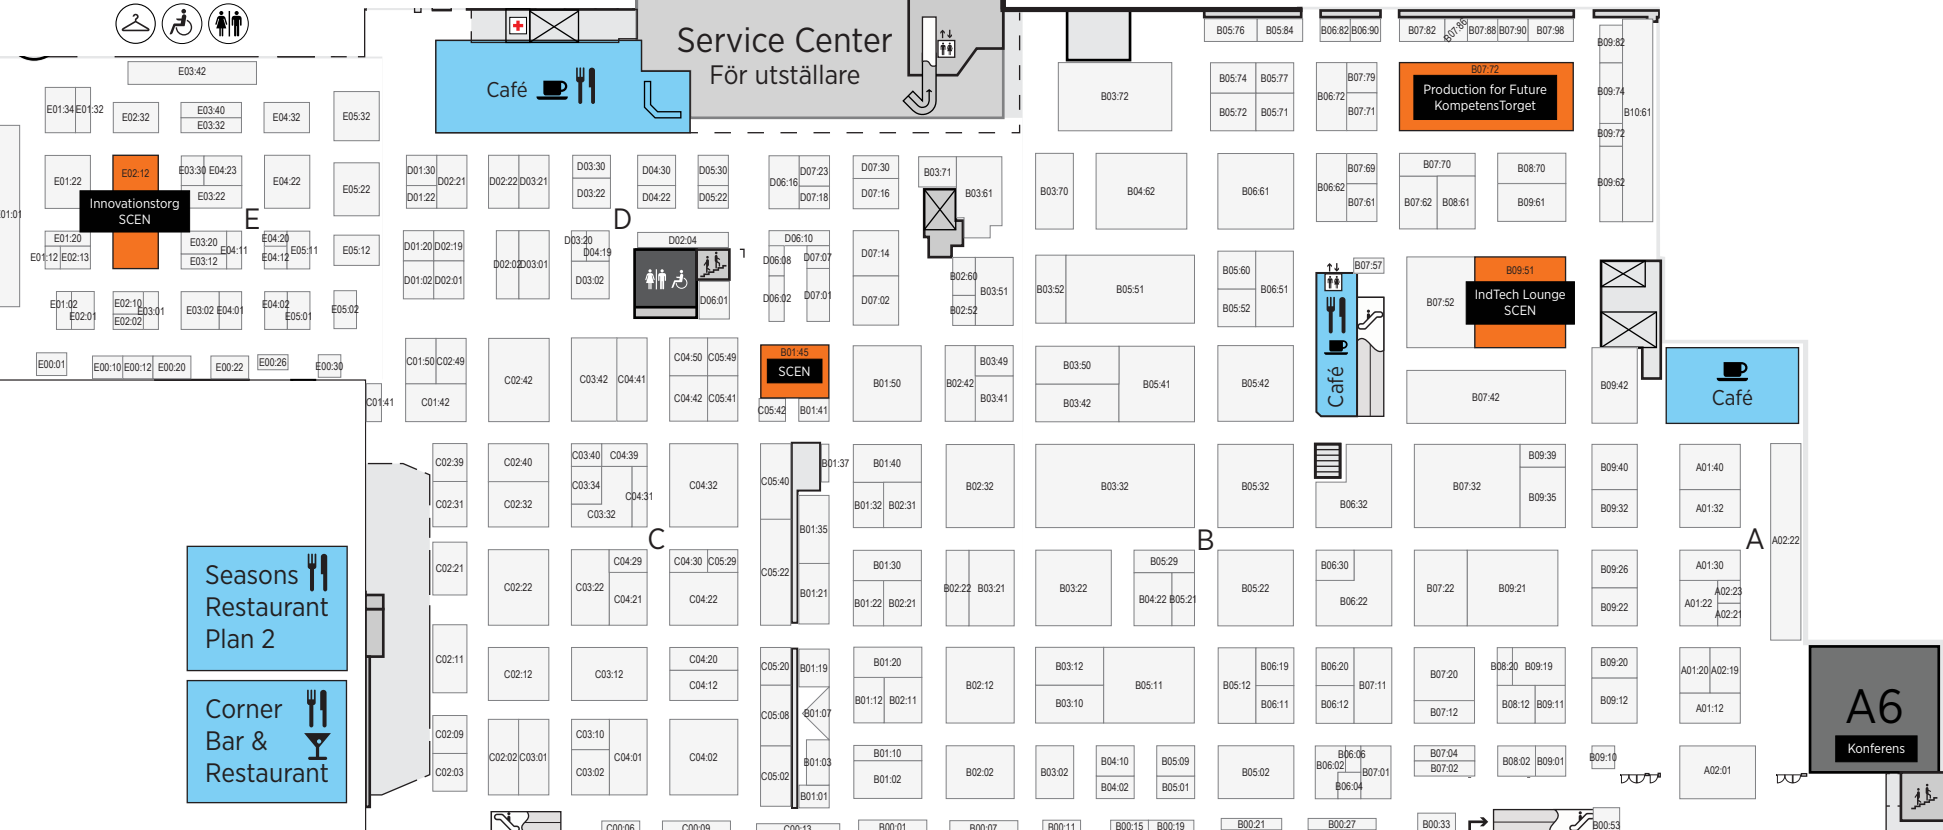 Service Center
För utställare
Café
B05:76 B05:84 B06:82 B06:90 B07:82 B07:86 B07:88 B07:90 B07:98
B09:82
E03:42
B07:72
Production for Future
KompetensTorget
B05:74 B05:77 B06:72 B07:79
B05:72 B05:71 B07:71
B03:72
B09:74
B10:61
B09:72
B09:62
E01:34 E01:32 E02:32 E03:40 E03:32 E04:32 E05:32
E01:22 E02:12 E03:30 E04:23 E03:22 E04:22 E05:22
Innovationstorg
SCEN
E
D01:30 D02:21 D01:22 D02:22 D03:21 D03:30 D03:22 D04:30 D04:22 D05:30 D05:22
D06:16 D07:23 D07:18 D07:30 D07:16
B03:71 B03:61 B03:70 B04:62 B06:61 B06:62 B07:69 B07:61
B07:70 B07:62 B08:61 B08:70 B09:61
D
E01:20 E01:12 E02:13 E03:20 E03:12 E04:11 E04:20 E04:12 E05:11 E05:12
D01:20 D02:19 D01:02 D02:01 D02:02 D03:01 D03:20 D04:19 D03:02
D02:04 D06:01 D06:10 D06:08 D07:07 D06:02 D07:01 D07:14 D07:02
B02:60 B02:52 B03:51 B03:52 B05:51 B05:60 B05:52 B06:51
B07:57
Café
B07:52
B09:51
IndTech Lounge
SCEN
E01:02 E02:01 E02:10 E02:02 E03:01 E03:02 E04:01 E04:02 E05:01 E05:02
E00:01 E00:10 E00:12 E00:20 E00:22 E00:26 E00:30
C01:41 C01:50 C02:49 C01:42 C02:42 C03:42 C04:41 C04:50 C05:49 C04:42 C05:41
B01:45
SCEN
C05:42 B01:41 B01:50 B02:42 B03:49 B03:41 B03:50 B03:42 B05:41 B05:42
B07:42 B09:42
Café
C02:39 C02:31 C02:40 C02:32 C03:40 C04:39 C03:34 C04:31 C03:32 C04:32
C05:40 B01:37 B01:35 B01:40 B01:32 B02:31 B02:32 B03:32 B05:32 B06:32
B07:32 B09:39 B09:35 B09:40 B09:32 A01:40 A01:32
A02:22
C
B
A
C02:21 C02:22 C03:22 C04:29 C04:21 C04:30 C05:29 C04:22 C05:22 B01:21
B01:30 B01:22 B02:21 B02:22 B03:21 B03:22 B05:29 B04:22 B05:21 B05:22
B06:30 B06:22 B07:22 B09:21 B09:26 B09:22 A01:30 A01:22 A02:23 A02:21
Seasons
Restaurant
Plan 2
C02:11 C02:12 C03:12 C04:20 C04:12 C05:20 C05:08 B01:19 B01:07
B01:20 B01:12 B02:11 B02:12 B03:12 B03:10 B05:11 B05:12 B06:19 B06:11
B06:20 B06:12 B07:11 B07:20 B07:12 B08:20 B09:19 B08:12 B09:11
B09:20 B09:12 A01:20 A02:19 A01:12
Corner
Bar &
Restaurant
A6
Konferens
C02:09 C02:03 C02:02 C03:01 C03:10 C03:02 C04:01 C04:02 C05:02 B01:03 B01:01
B01:10 B01:02 B02:02 B03:02 B04:10 B04:02 B05:09 B05:01 B05:02
B06:06 B06:02 B06:04 B07:01 B07:04 B07:02 B08:02 B09:01 B09:10 A02:01
C00:06 C00:09 C00:13 B00:01 B00:07 B00:11 B00:15 B00:19 B00:21 B00:27 B00:33 B00:53